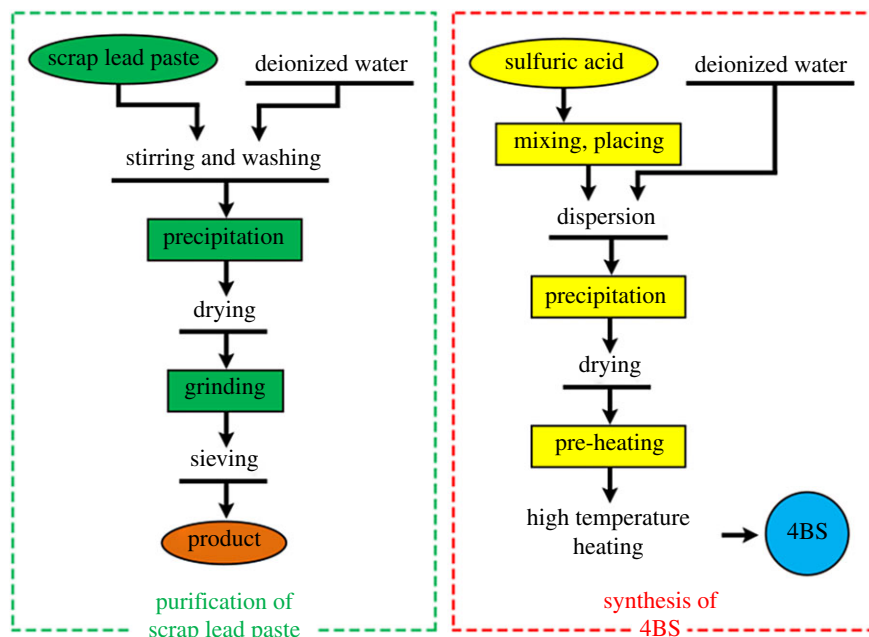 scrap lead paste
deionized water
stirring and washing
precipitation
drying
grinding
sieving
product
purification of
scrap lead paste
sulfuric acid
deionized water
mixing, placing
dispersion
precipitation
drying
pre-heating
high temperature
heating
4BS
synthesis of
4BS